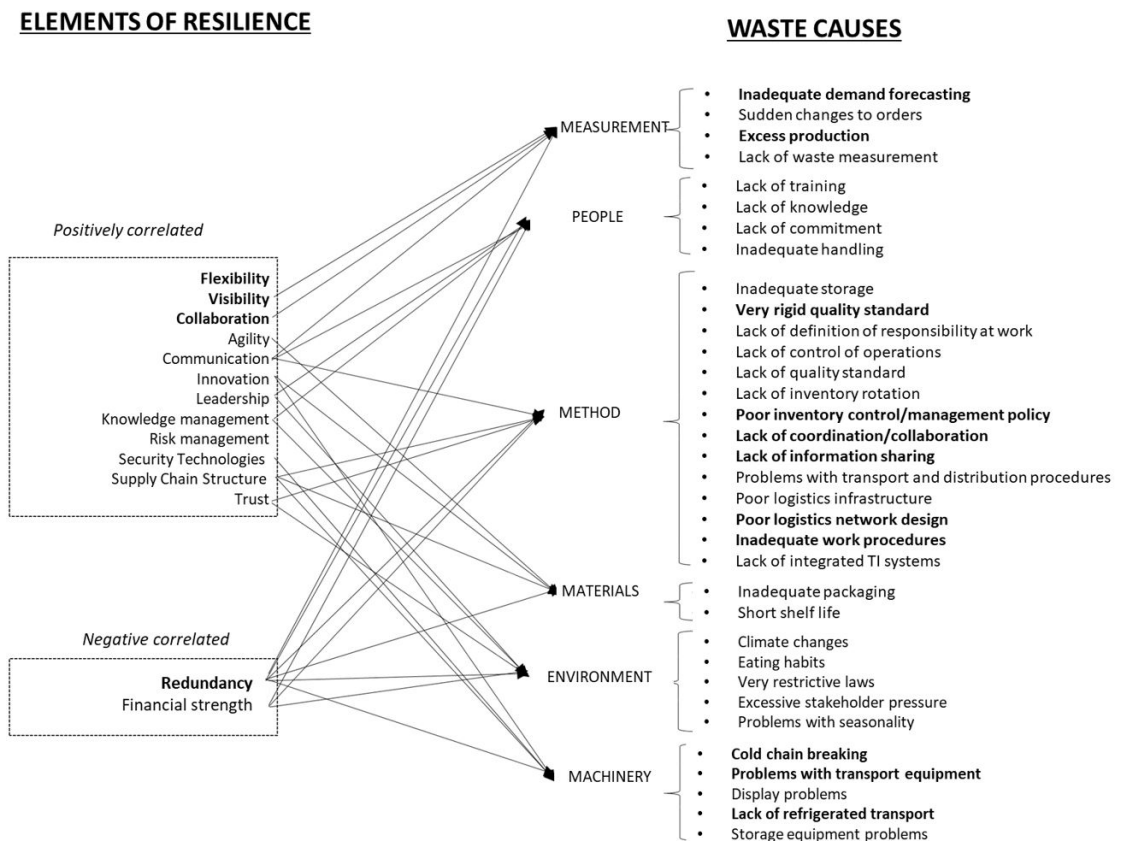 ELEMENTS OF RESILIENCE
WASTE CAUSES
Positively correlated
Flexibility
Visibility
Collaboration
Agility
Communication
Innovation
Leadership
Knowledge management
Risk management
Security Technologies
Supply Chain Structure
Trust
Negative correlated
Redundancy
Financial strength
MEASUREMENT
• Inadequate demand forecasting
• Sudden changes to orders
• Excess production
• Lack of waste measurement
PEOPLE
• Lack of training
• Lack of knowledge
• Lack of commitment
• Inadequate handling
METHOD
• Inadequate storage
• Very rigid quality standard
• Lack of definition of responsibility at work
• Lack of control of operations
• Lack of quality standard
• Lack of inventory rotation
• Poor inventory control/management policy
• Lack of coordination/collaboration
• Lack of information sharing
• Problems with transport and distribution procedures
• Poor logistics infrastructure
• Poor logistics network design
• Inadequate work procedures
• Lack of integrated TI systems
MATERIALS
• Inadequate packaging
• Short shelf life
ENVIRONMENT
• Climate changes
• Eating habits
• Very restrictive laws
• Excessive stakeholder pressure
• Problems with seasonality
MACHINERY
• Cold chain breaking
• Problems with transport equipment
• Display problems
• Lack of refrigerated transport
• Storage equipment problems